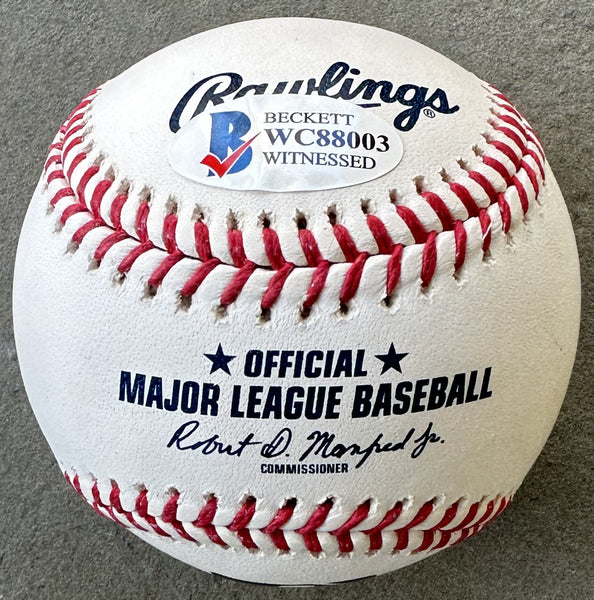 Rawlings®
B BECKETT
WC88003
WITNESSED
★ OFFICIAL ★
MAJOR LEAGUE BASEBALL
Robert D. Manfred Jr.
COMMISSIONER